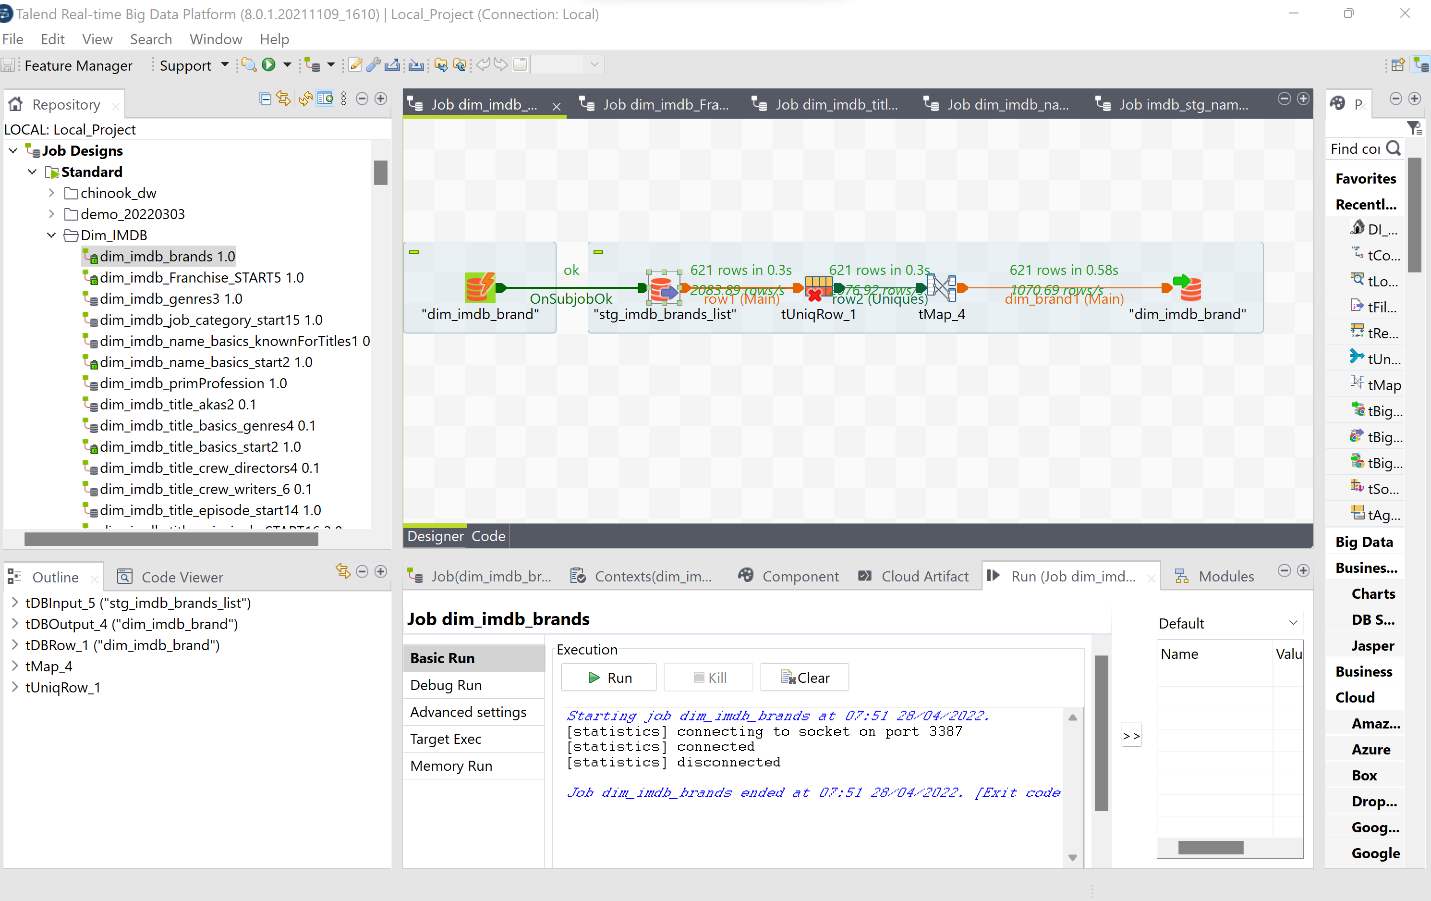 Talend Real-time Big Data Platform (8.0.1.20211109_1610) | Local_Project (Connection: Local)
File Edit View Search Window Help
Feature Manager Support
Repository
LOCAL: Local_Project
Job Designs
Standard
chinook_dw
demo_20220303
Dim_IMDB
dim_imdb_brands 1.0
dim_imdb_Franchise_START5 1.0
dim_imdb_genres3 1.0
dim_imdb_job_category_start15 1.0
dim_imdb_name_basics_knownForTitles1 0
dim_imdb_name_basics_start2 1.0
dim_imdb_primProfession 1.0
dim_imdb_title_akas2 0.1
dim_imdb_title_basics_genres4 0.1
dim_imdb_title_basics_start2 1.0
dim_imdb_title_crew_directors4 0.1
dim_imdb_title_crew_writers_6 0.1
dim_imdb_title_episode_start14 1.0
Job dim_imdb_... Job dim_imdb_Fra... Job dim_imdb_titl... Job dim_imdb_na... Job imdb_stg_nam...
ok 621 rows in 0.3s 621 rows in 0.3s 621 rows in 0.58s
2083.89 rows/s 1070.69 rows/s
OnSubjobOk row1 (Main) row2 (Uniques) dim_brand1 (Main)
"dim_imdb_brand" "stg_imdb_brands_list" tUniqRow_1 tMap_4 "dim_imdb_brand"
Designer Code
P
Find co
Favorites
Recentl...
DI_...
tCo...
tLo...
tFil...
tRe...
tUn...
tMap
tBig...
tBig...
tBig...
tSo...
tAg...
Big Data
Busines...
Charts
DB S...
Jasper
Business
Cloud
Amaz...
Azure
Box
Drop...
Goog...
Google
Outline Code Viewer
tDBInput_5 ("stg_imdb_brands_list")
tDBOutput_4 ("dim_imdb_brand")
tDBRow_1 ("dim_imdb_brand")
tMap_4
tUniqRow_1
Job(dim_imdb_br... Contexts(dim_im... Component Cloud Artifact Run (Job dim_imd... Modules
Job dim_imdb_brands
Basic Run
Debug Run
Advanced settings
Target Exec
Memory Run
Execution
Run Kill Clear
Starting job dim_imdb_brands at 07:51 28/04/2022.
[statistics] connecting to socket on port 3387
[statistics] connected
[statistics] disconnected
Job dim_imdb_brands ended at 07:51 28/04/2022. [Exit code
>>
Default
Name Valu